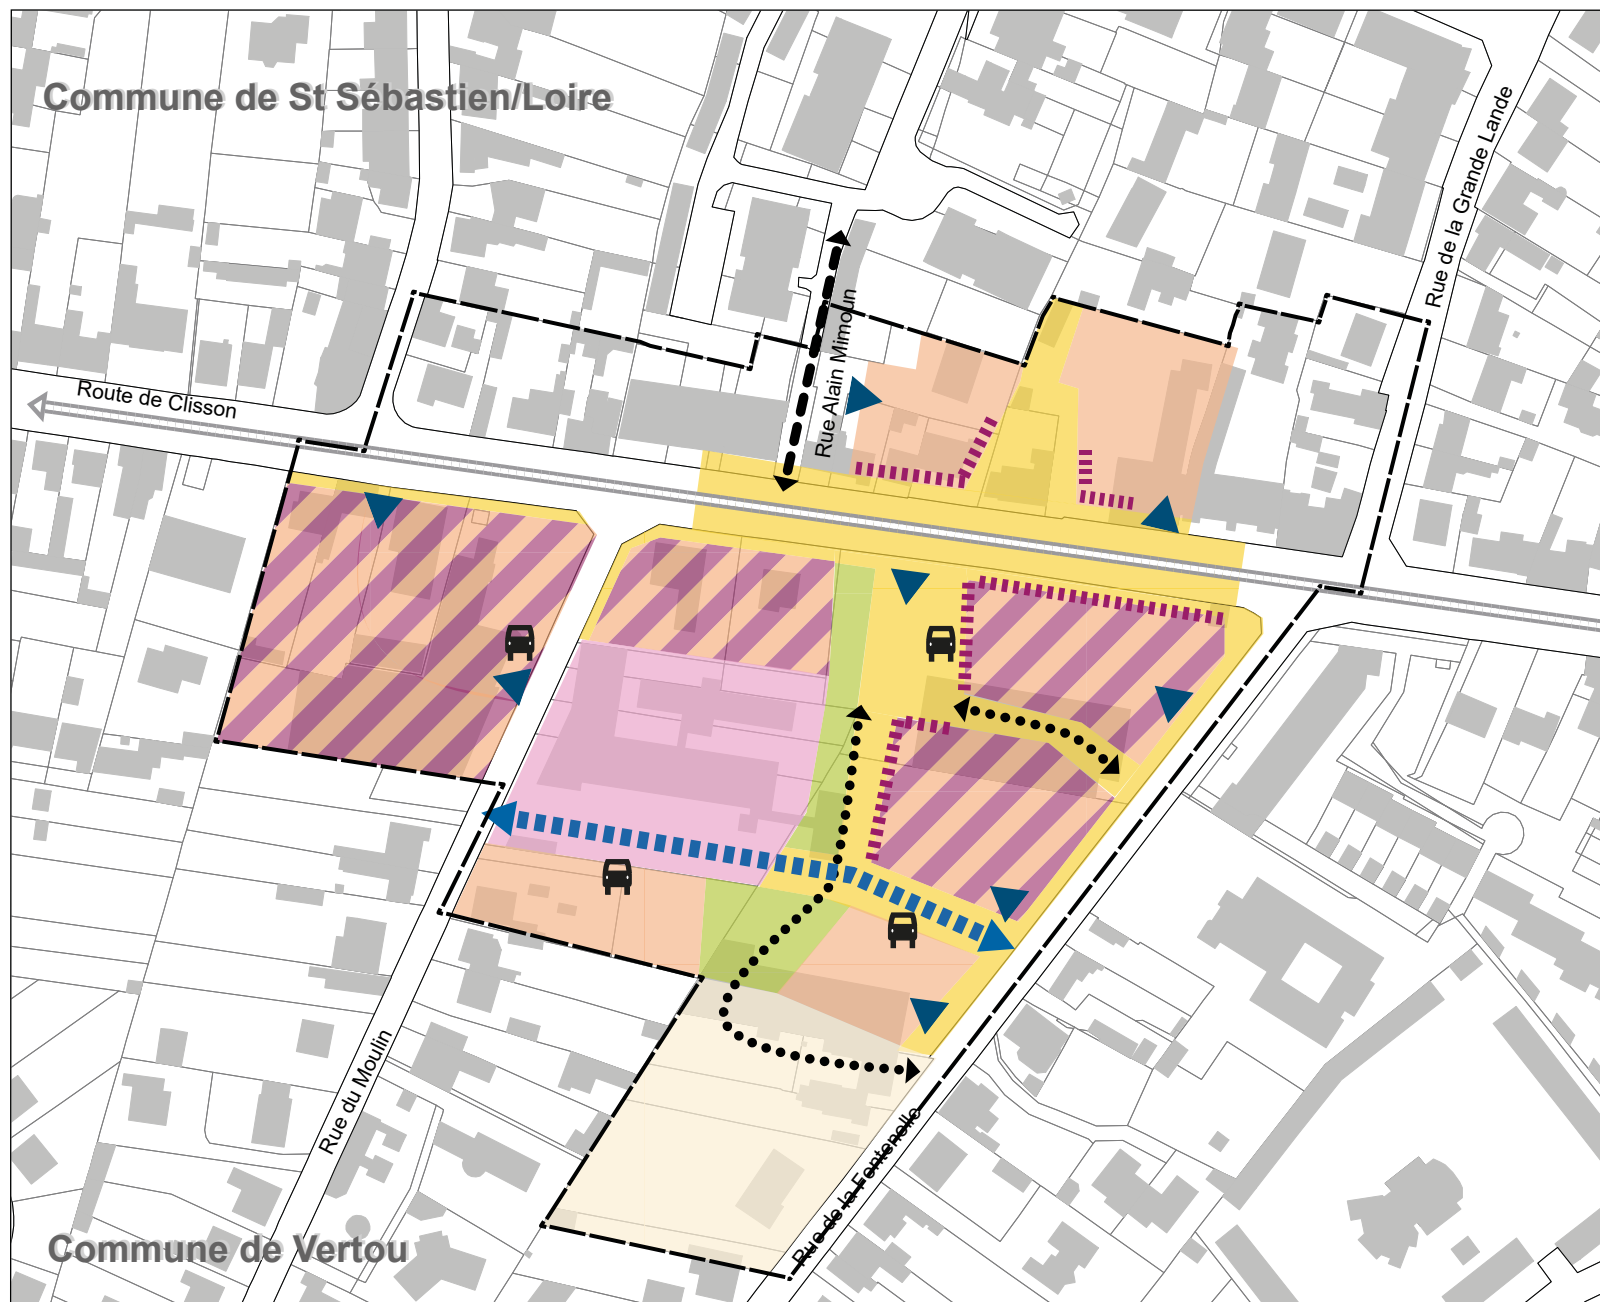 Commune de St Sébastien/Loire
Rue de la Grande Lande
Route de Clisson
Rue Alain Mimoun
Rue du Moulin
Rue de la Fontenelle
Commune de Vertou